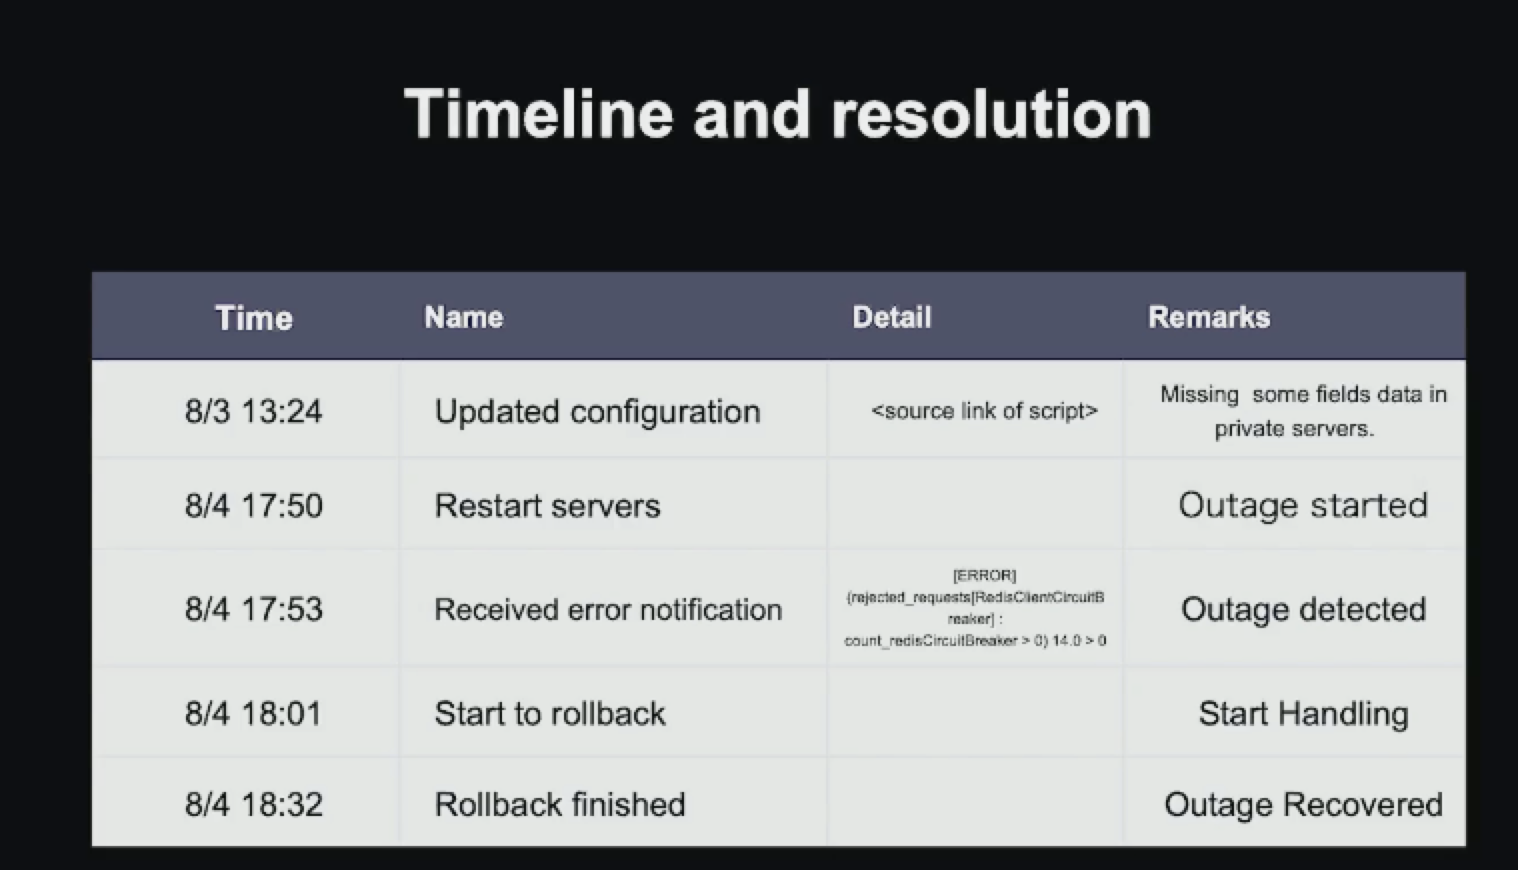 Timeline and resolution
Time Name Detail Remarks
8/3 13:24 Updated configuration <source link of script> Missing some fields data in
private servers.
8/4 17:50 Restart servers Outage started
8/4 17:53 Received error notification [ERROR]
(rejected_requests[RedisClientCircuitB
reaker] :
count_redisCircuitBreaker > 0) 14.0 > 0
Outage detected
8/4 18:01 Start to rollback Start Handling
8/4 18:32 Rollback finished Outage Recovered